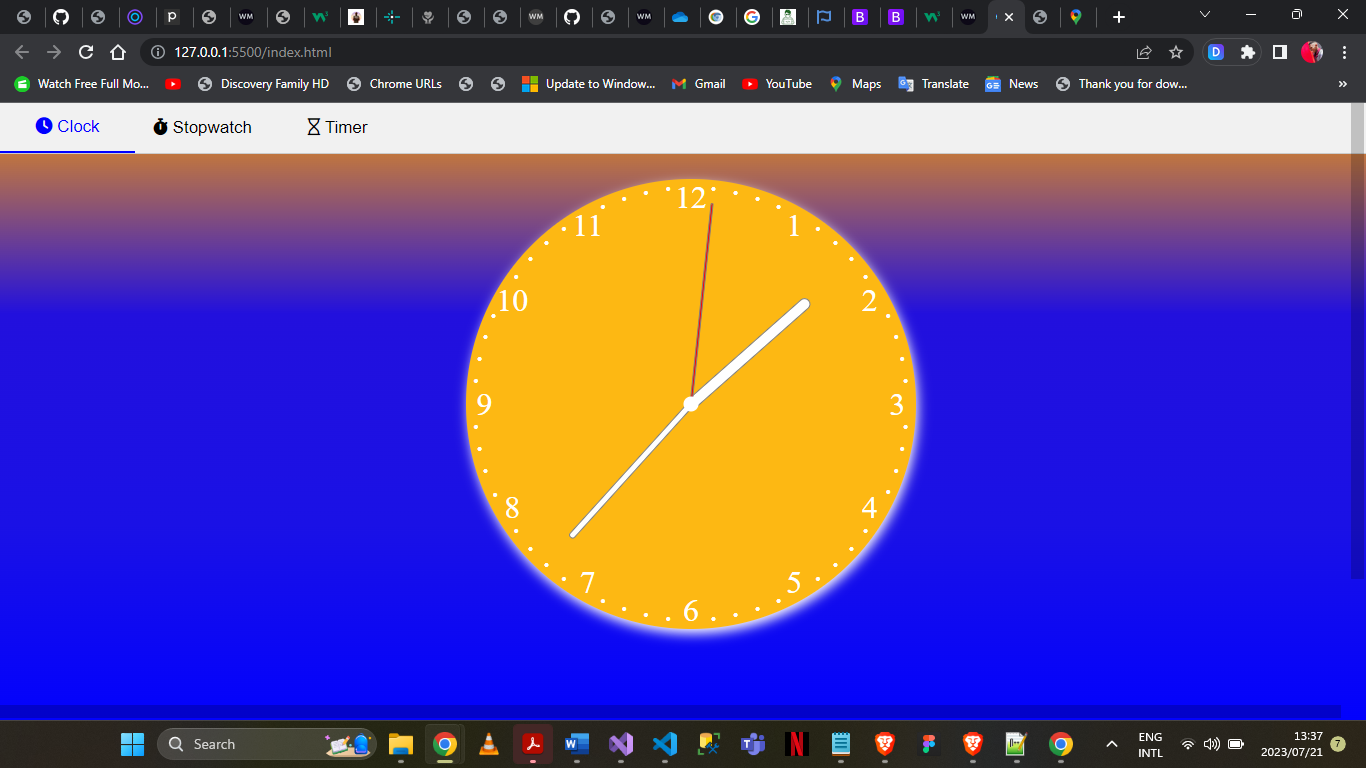 WM
WM
WM
WM
B
B
WM
127.0.0.1:5500/index.html
D
Watch Free Full Mo...
Discovery Family HD
Chrome URLs
Update to Window...
Gmail
YouTube
Maps
Translate
News
Thank you for dow...
»
Clock
Stopwatch
Timer
12
11
1
10
2
9
3
8
4
7
5
6
Search
ENG
INTL
13:37
2023/07/21
7